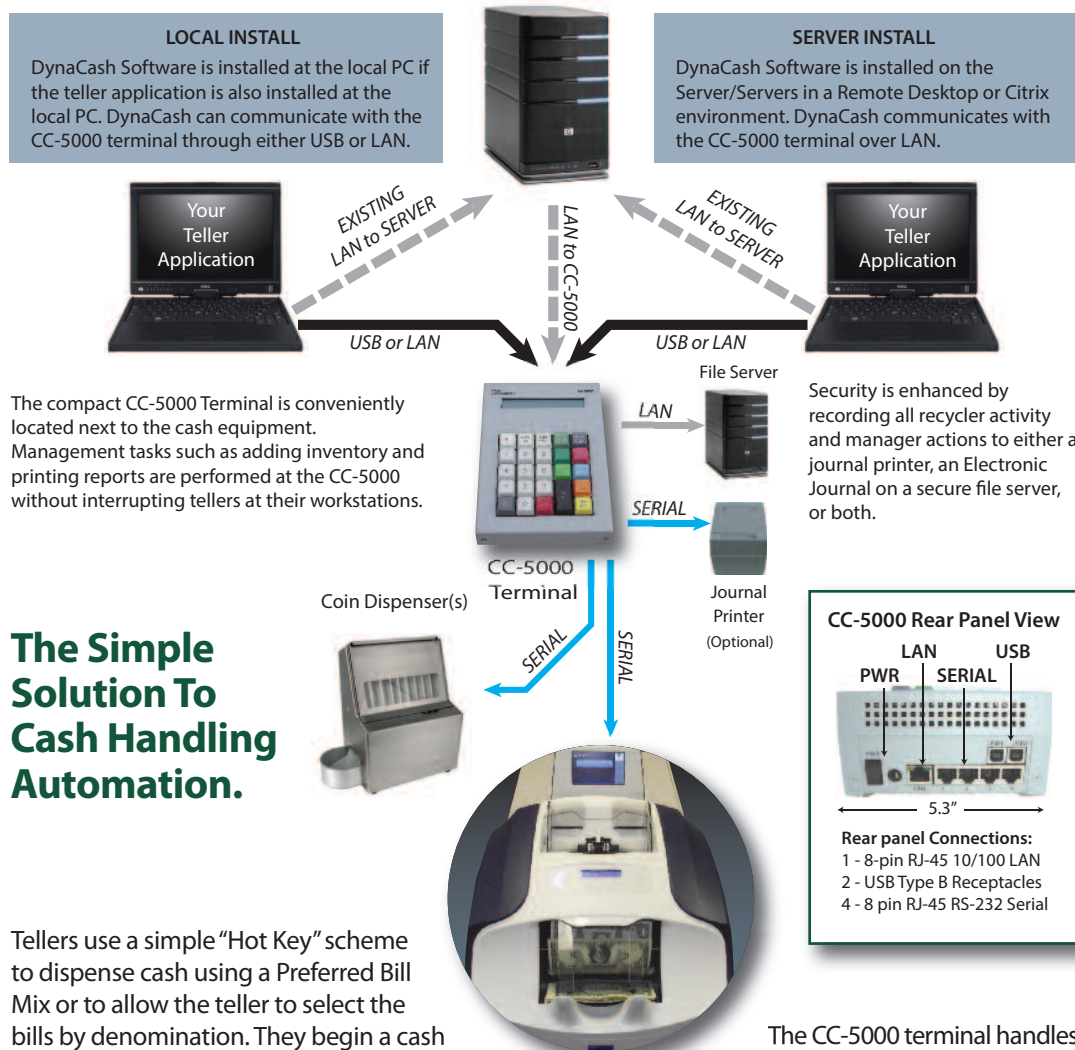 LOCAL INSTALL
DynaCash Software is installed at the local PC if
the teller application is also installed at the
local PC. DynaCash can communicate with the
CC-5000 terminal through either USB or LAN.
SERVER INSTALL
DynaCash Software is installed on the
Server/Servers in a Remote Desktop or Citrix
environment. DynaCash communicates with
the CC-5000 terminal over LAN.
Your
Teller
Application
EXISTING
LAN to SERVER
LAN to CC-5000
EXISTING
LAN to SERVER
Your
Teller
Application
USB or LAN
USB or LAN
The compact CC-5000 Terminal is conveniently
located next to the cash equipment.
Management tasks such as adding inventory and
printing reports are performed at the CC-5000
without interrupting tellers at their workstations.
File Server
LAN
SERIAL
Journal
Printer
(Optional)
Security is enhanced by
recording all recycler activity
and manager actions to either a
journal printer, an Electronic
Journal on a secure file server,
or both.
CC-5000
Terminal
Coin Dispenser(s)
SERIAL
SERIAL
The Simple
Solution To
Cash Handling
Automation.
CC-5000 Rear Panel View
LAN USB
PWR SERIAL
5.3"
Rear panel Connections:
1 - 8-pin RJ-45 10/100 LAN
2 - USB Type B Receptacles
4 - 8 pin RJ-45 RS-232 Serial
Tellers use a simple "Hot Key" scheme
to dispense cash using a Preferred Bill
Mix or to allow the teller to select the
bills by denomination. They begin a cash
The CC-5000 terminal handles